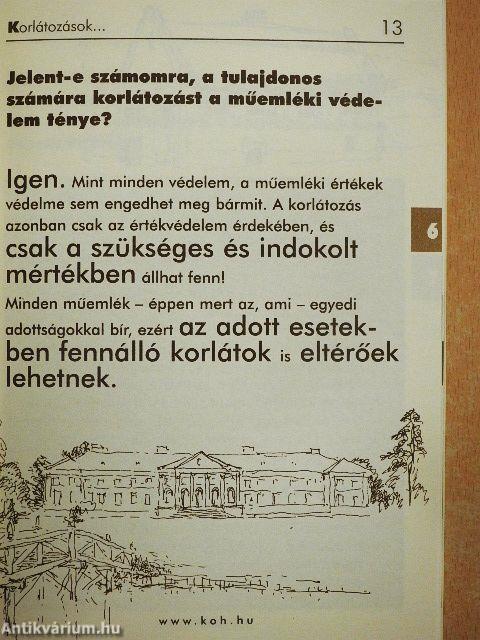 Korlátozások...
13
Jelent-e számomra, a tulajdonos
számára korlátozást a műemléki véde-
lem ténye?
Igen. Mint minden védelem, a műemléki értékek
védelme sem engedhet meg bármit. A korlátozás
azonban csak az értékvédelem érdekében, és
csak a szükséges és indokolt
mértékben állhat fenn!
Minden műemlék – éppen mert az, ami – egyedi
adottságokkal bír, ezért az adott esetek-
ben fennálló korlátok is eltérőek
lehetnek.
6
www.koh.hu
Antikvárium.hu